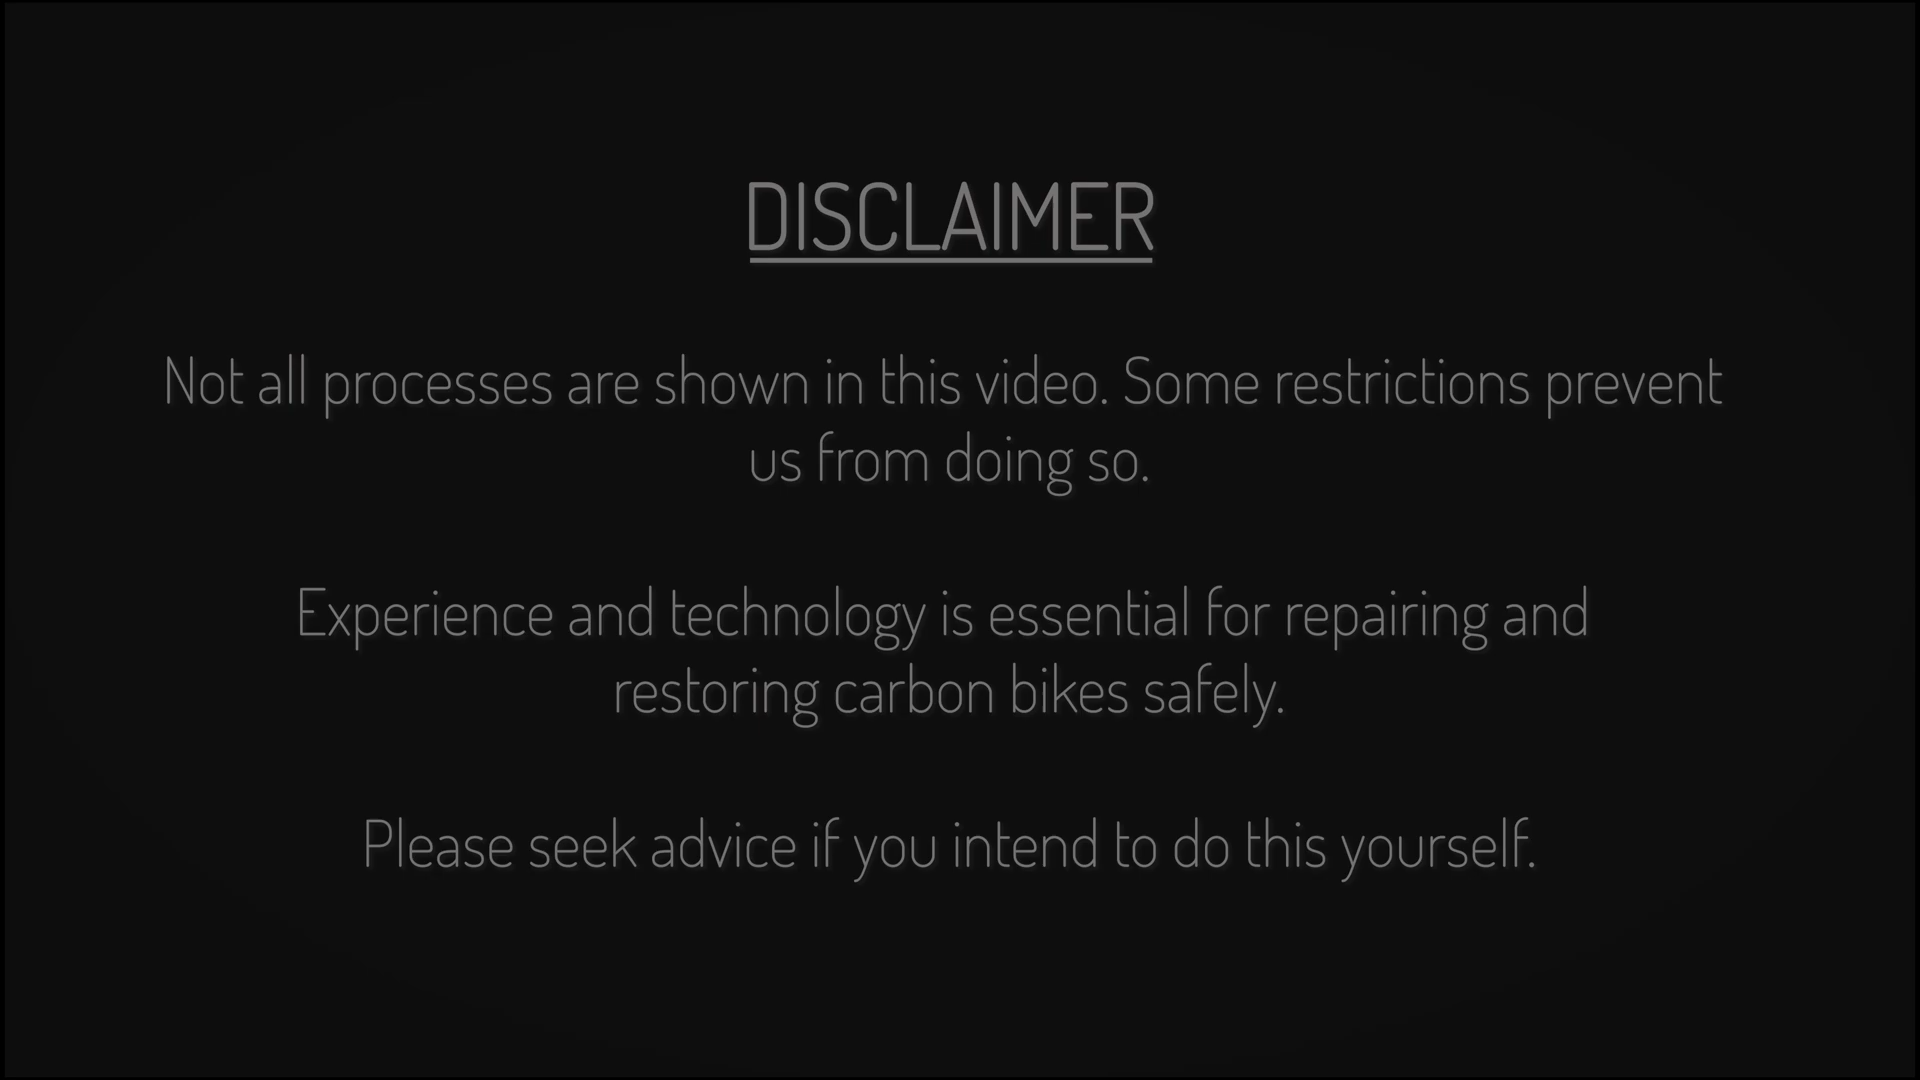 DISCLAIMER
Not all processes are shown in this video. Some restrictions prevent
us from doing so.
Experience and technology is essential for repairing and
restoring carbon bikes safely.
Please seek advice if you intend to do this yourself.